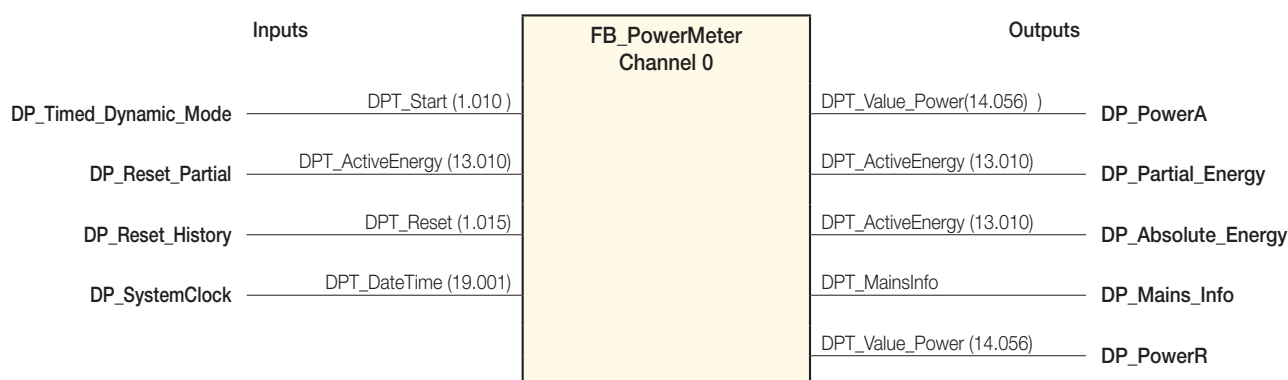 Inputs
FB_PowerMeter
Channel 0
Outputs
DP_Timed_Dynamic_Mode
DPT_Start (1.010 )
DPT_Value_Power(14.056) )
DP_PowerA
DP_Reset_Partial
DPT_ActiveEnergy (13.010)
DPT_ActiveEnergy (13.010)
DP_Partial_Energy
DP_Reset_History
DPT_Reset (1.015)
DPT_ActiveEnergy (13.010)
DP_Absolute_Energy
DP_SystemClock
DPT_DateTime (19.001)
DPT_MainsInfo
DP_Mains_Info
DPT_Value_Power (14.056)
DP_PowerR